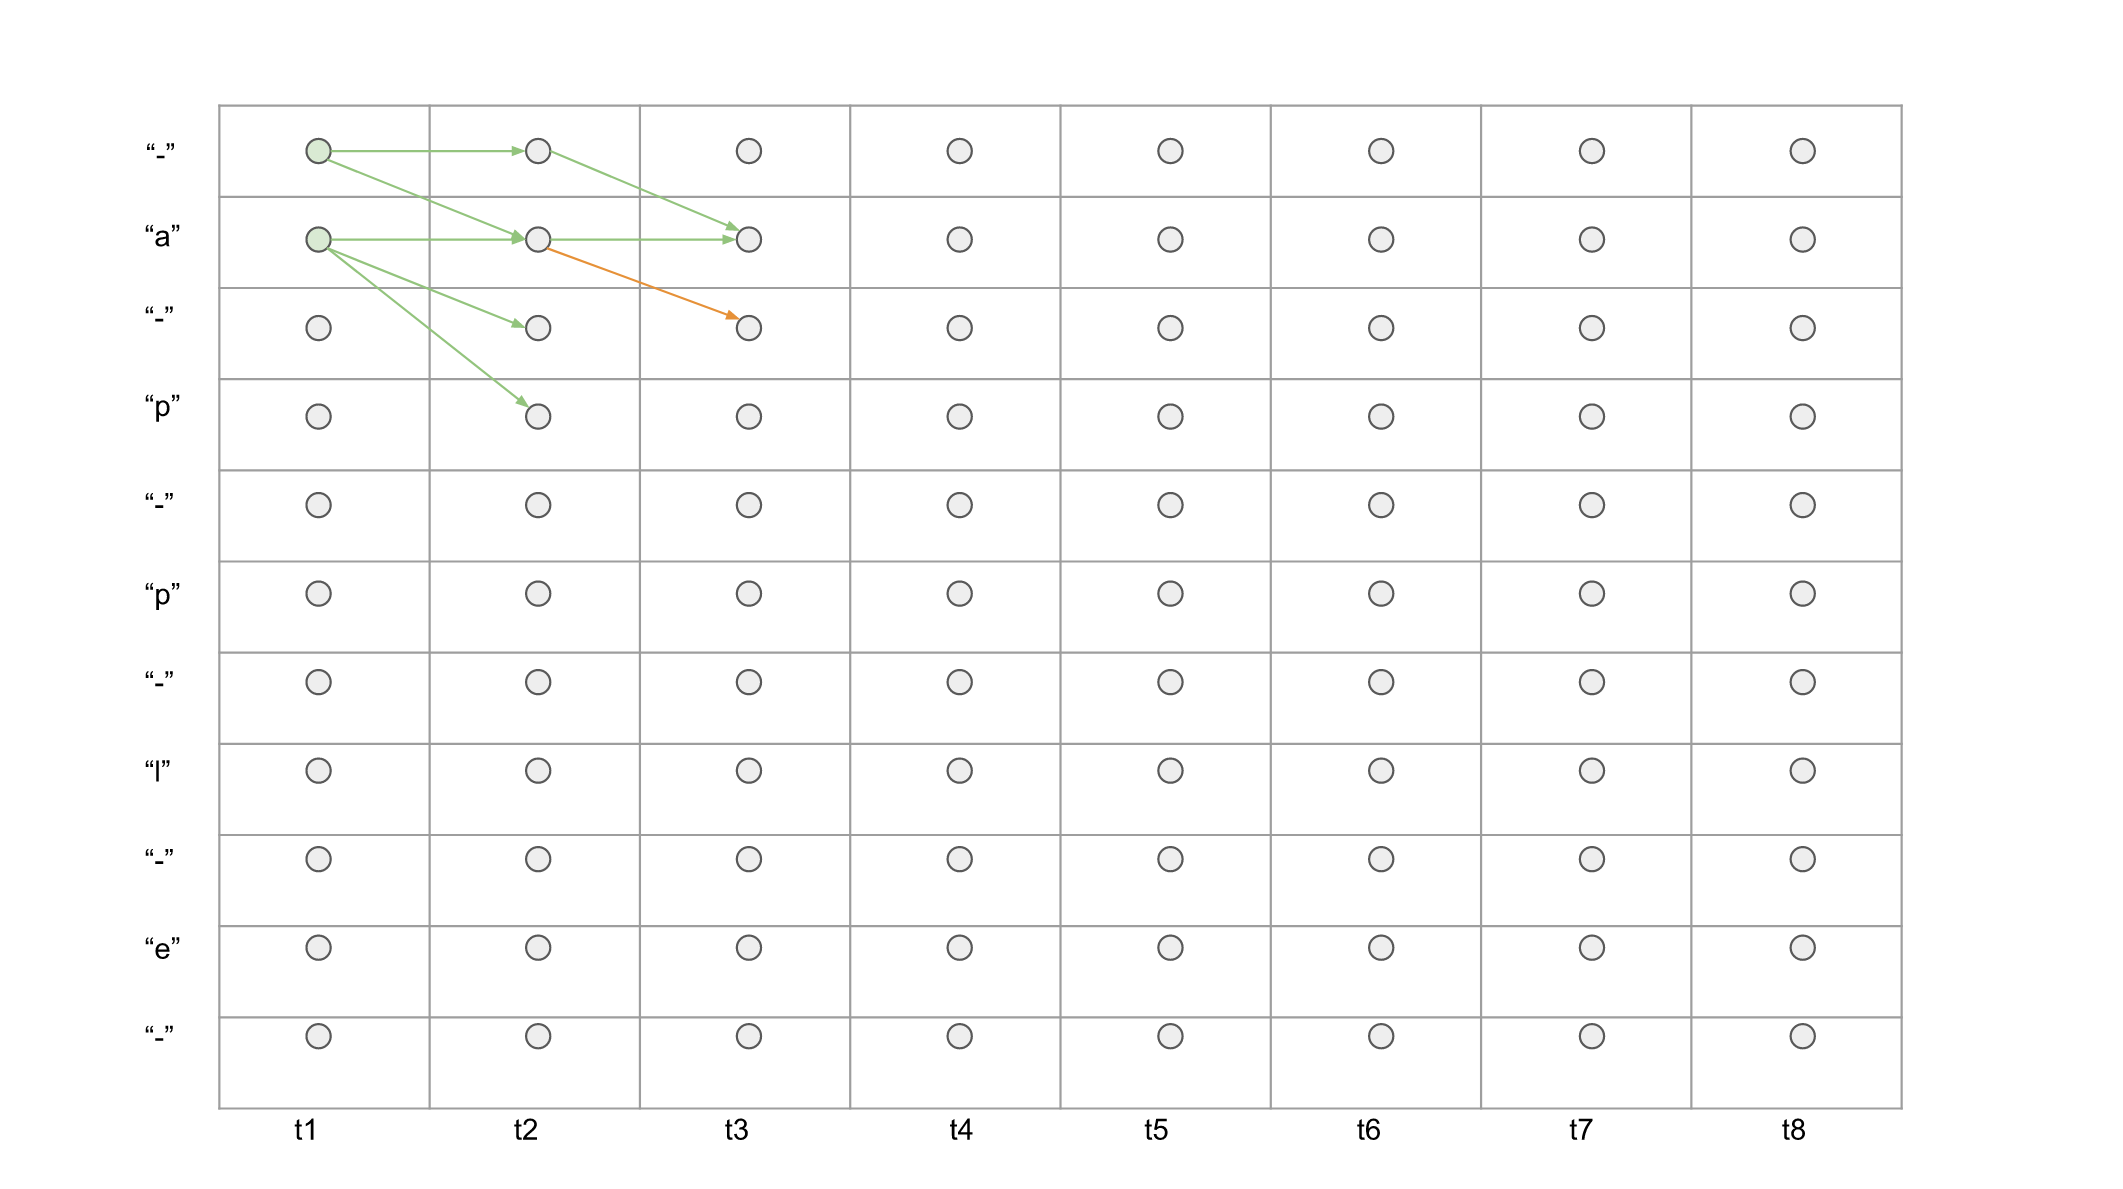 “-”
“a”
“-”
“p”
“-”
“p”
“-”
“l”
“-”
“e”
“-”
t1 t2 t3 t4 t5 t6 t7 t8